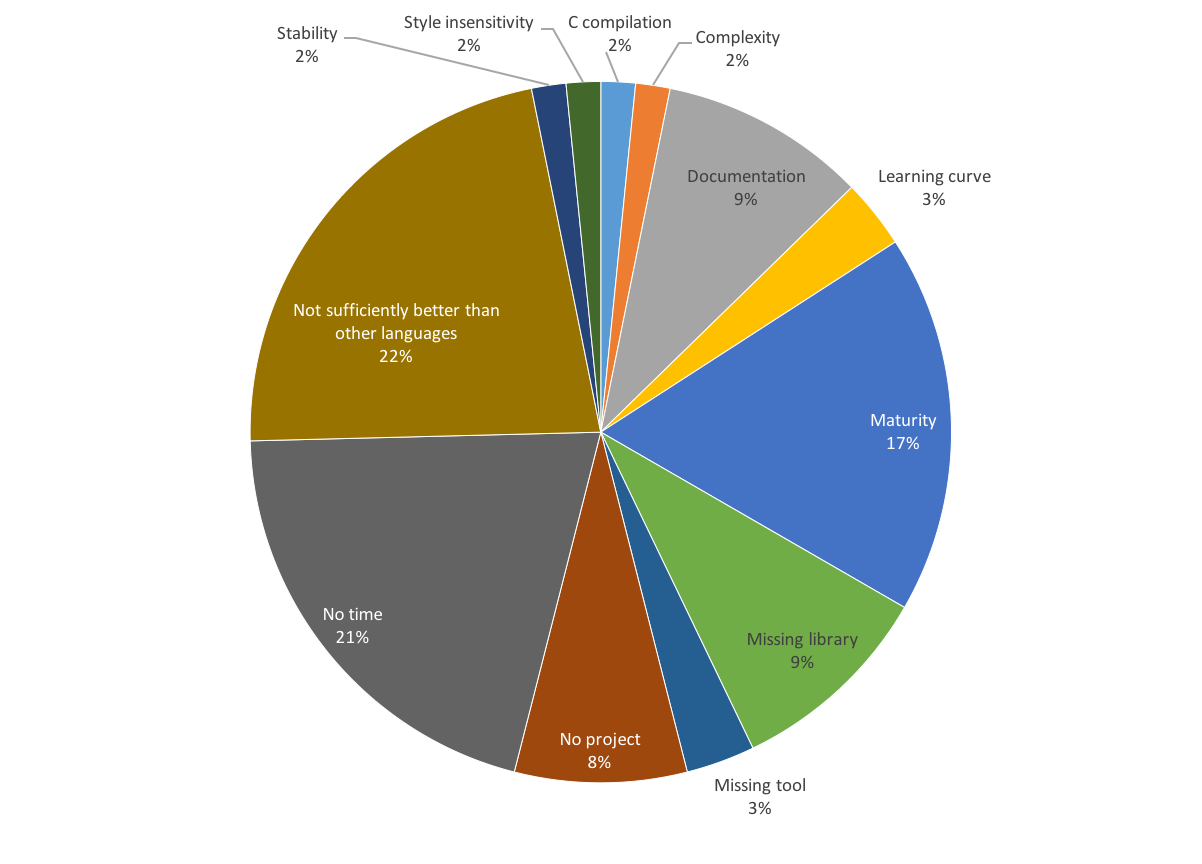 Style insensitivity
2%
C compilation
2%
Stability
2%
Complexity
2%
Documentation
9%
Learning curve
3%
Maturity
17%
Missing library
9%
Missing tool
3%
No project
8%
No time
21%
Not sufficiently better than
other languages
22%